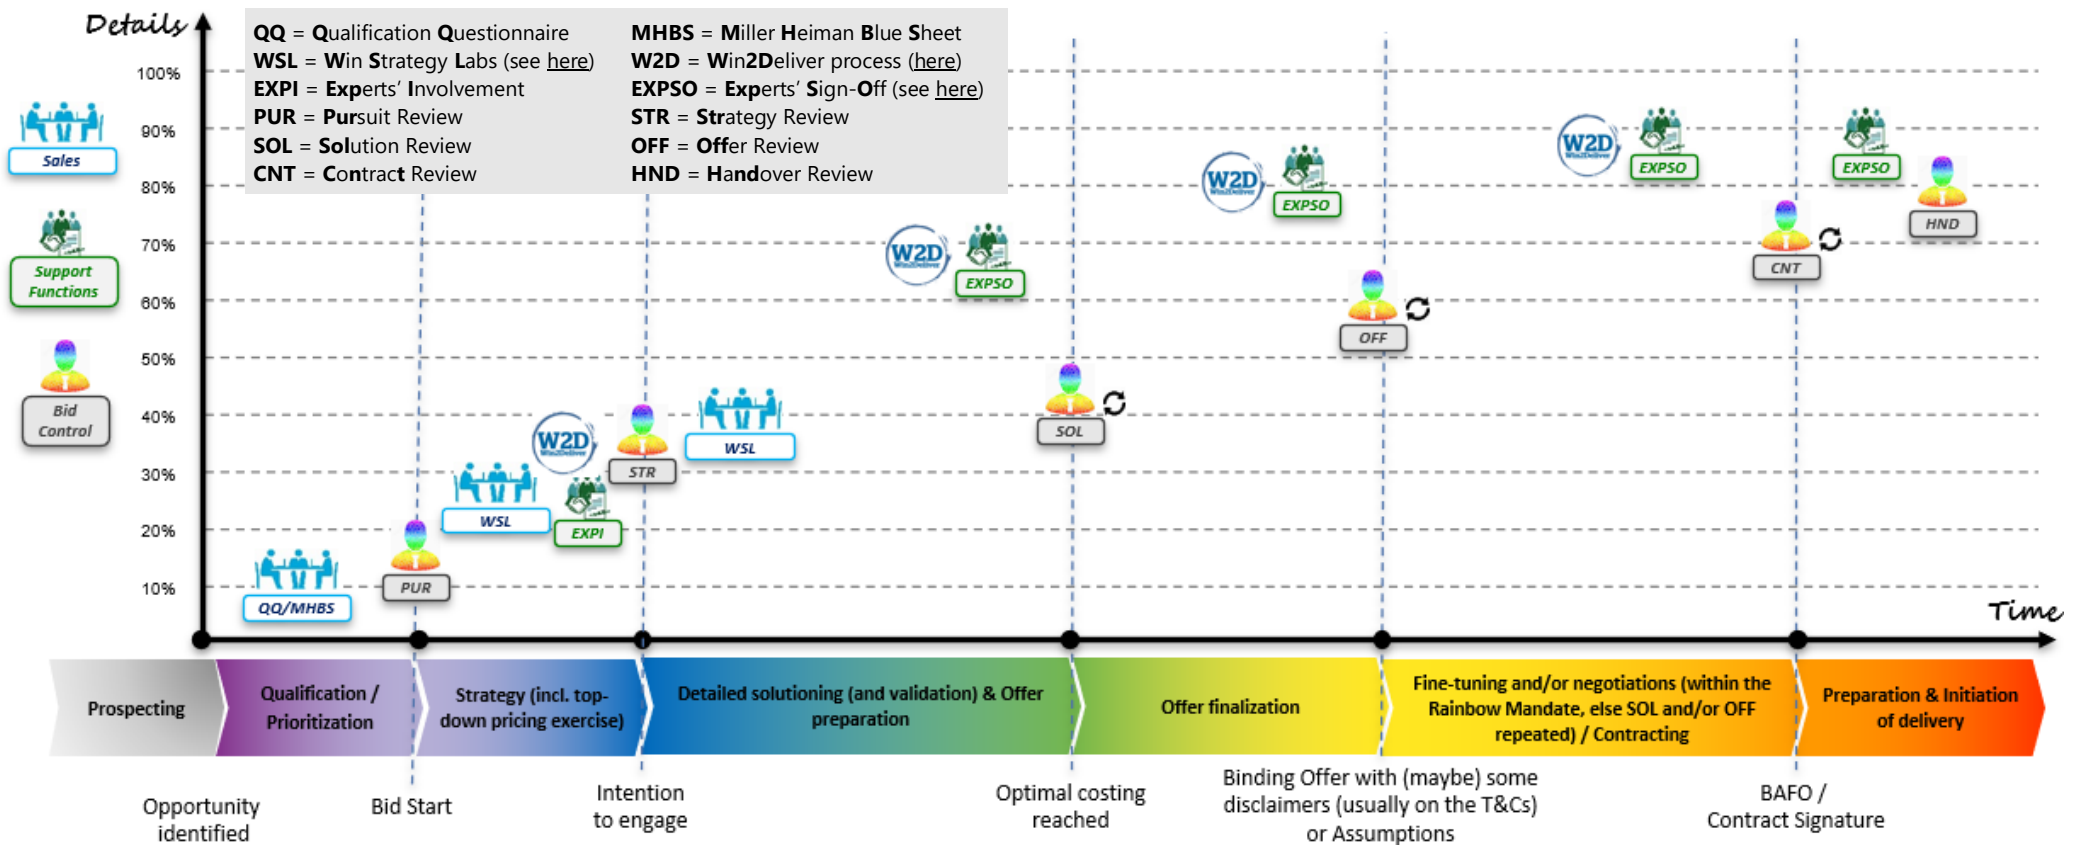 Details
QQ = Qualification Questionnaire
WSL = Win Strategy Labs (see here)
EXPI = Experts' Involvement
PUR = Pursuit Review
SOL = Solution Review
CNT = Contract Review
MHBS = Miller Heiman Blue Sheet
W2D = Win2Deliver process (here)
EXPSO = Experts' Sign-Off (see here)
STR = Strategy Review
OFF = Offer Review
HND = Handover Review
100%
90%
80%
70%
60%
50%
40%
30%
20%
10%
Sales
Support
Functions
Bid
Control
QQ/MHBS
PUR
WSL
W2D
Win2Deliver
EXPI
STR
WSL
W2D
Win2Deliver
EXPSO
SOL
W2D
Win2Deliver
EXPSO
OFF
W2D
Win2Deliver
EXPSO
CNT
EXPSO
HND
Time
Prospecting
Qualification /
Prioritization
Strategy (incl. top-
down pricing exercise)
Detailed solutioning (and validation) & Offer
preparation
Offer finalization
Fine-tuning and/or negotiations (within the
Rainbow Mandate, else SOL and/or OFF
repeated) / Contracting
Preparation & Initiation
of delivery
Opportunity
identified
Bid Start
Intention
to engage
Optimal costing
reached
Binding Offer with (maybe) some
disclaimers (usually on the T&Cs)
or Assumptions
BAFO /
Contract Signature